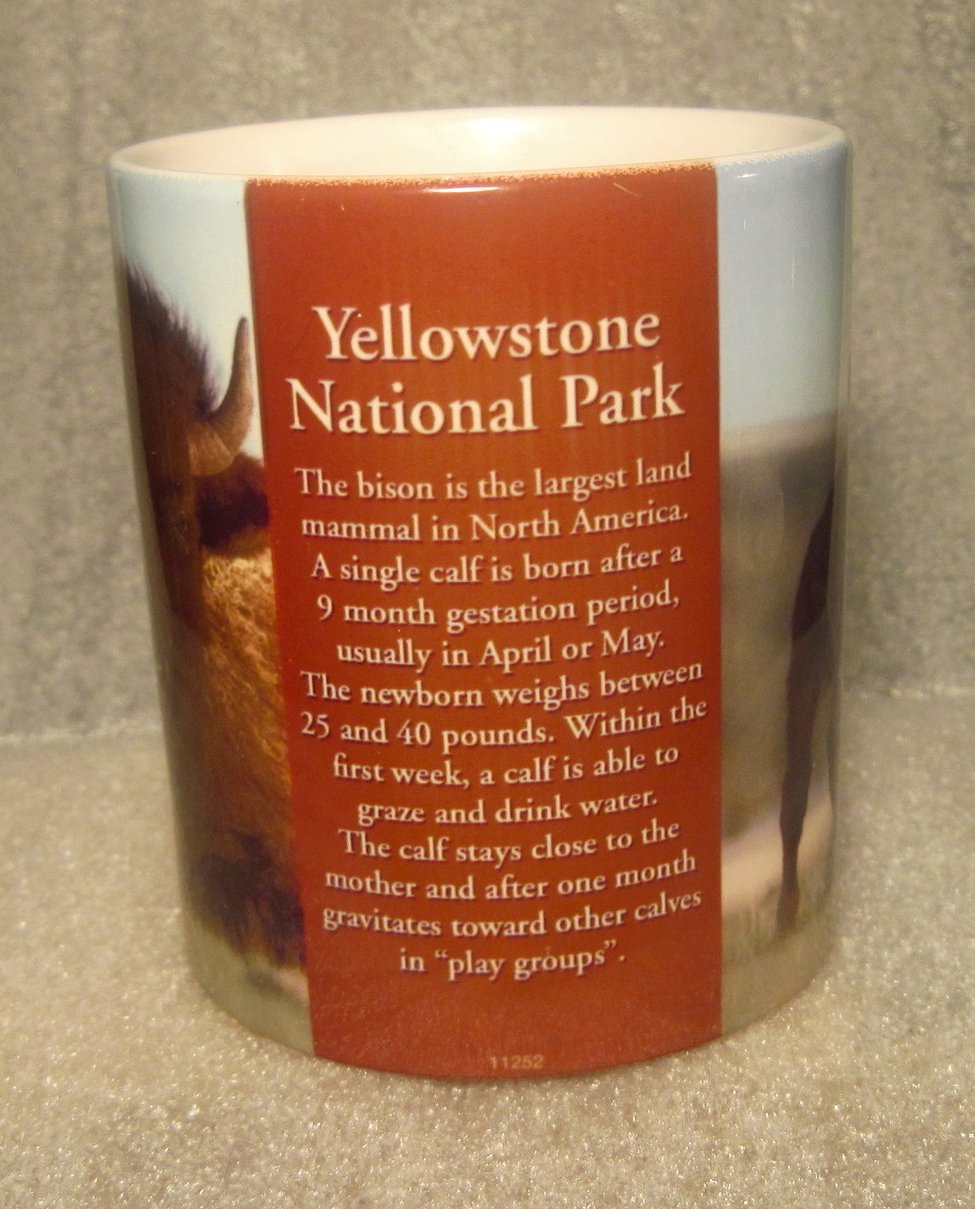 Yellowstone
National Park
The bison is the largest land
mammal in North America.
A single calf is born after a
9 month gestation period,
usually in April or May.
The newborn weighs between
25 and 40 pounds. Within the
first week, a calf is able to
graze and drink water.
The calf stays close to the
mother and after one month
gravitates toward other calves
in “play groups”.
11252